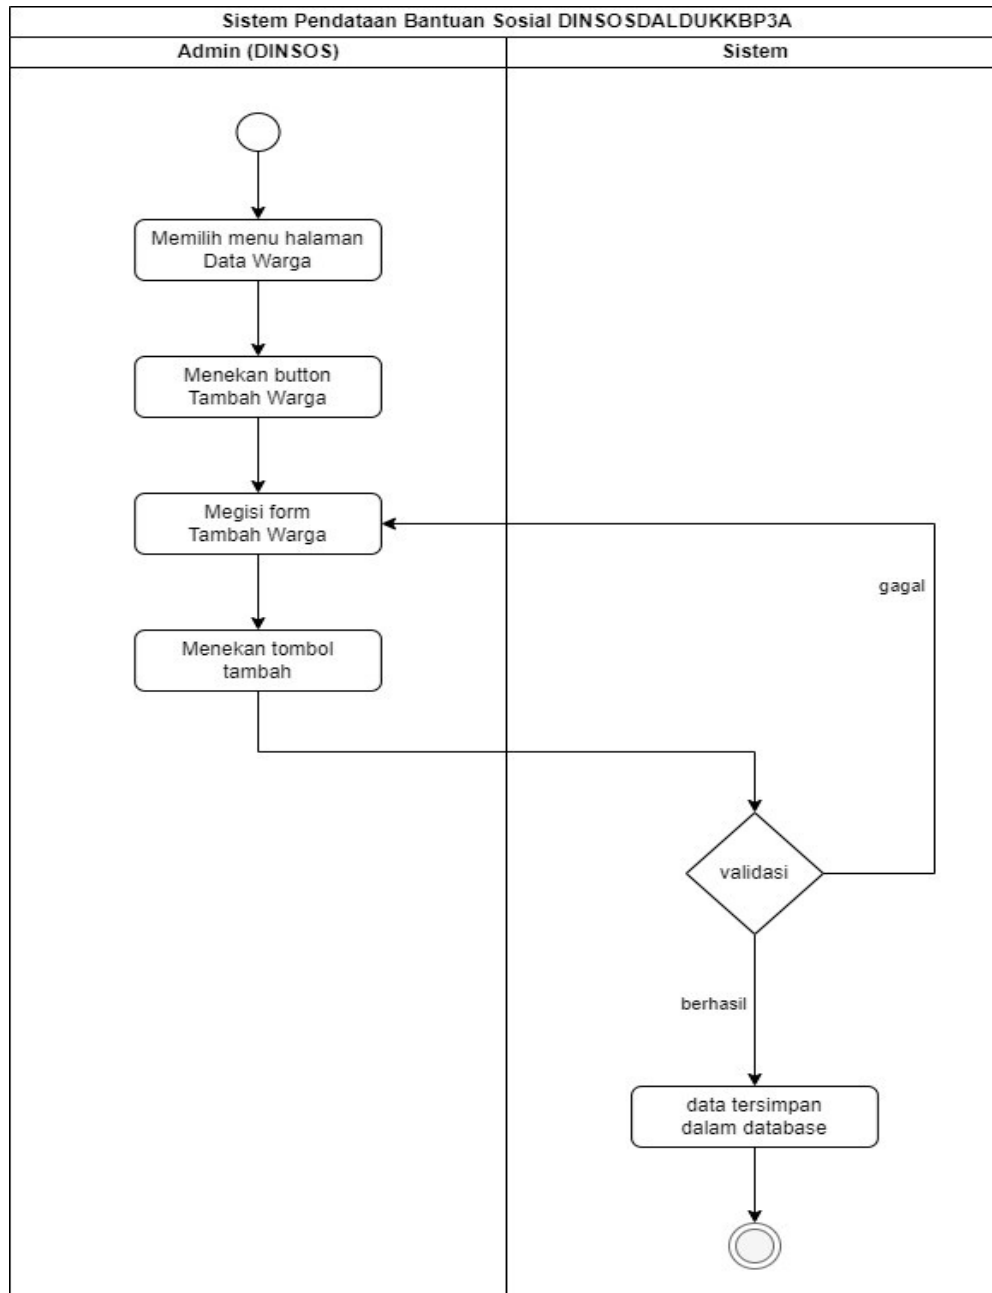 Sistem Pendataan Bantuan Sosial DINSOSDALDUKKBP3A
Admin (DINSOS)
Sistem
Memilih menu halaman
Data Warga
Menekan button
Tambah Warga
Megisi form
Tambah Warga
gagal
Menekan tombol
tambah
validasi
berhasil
data tersimpan
dalam database